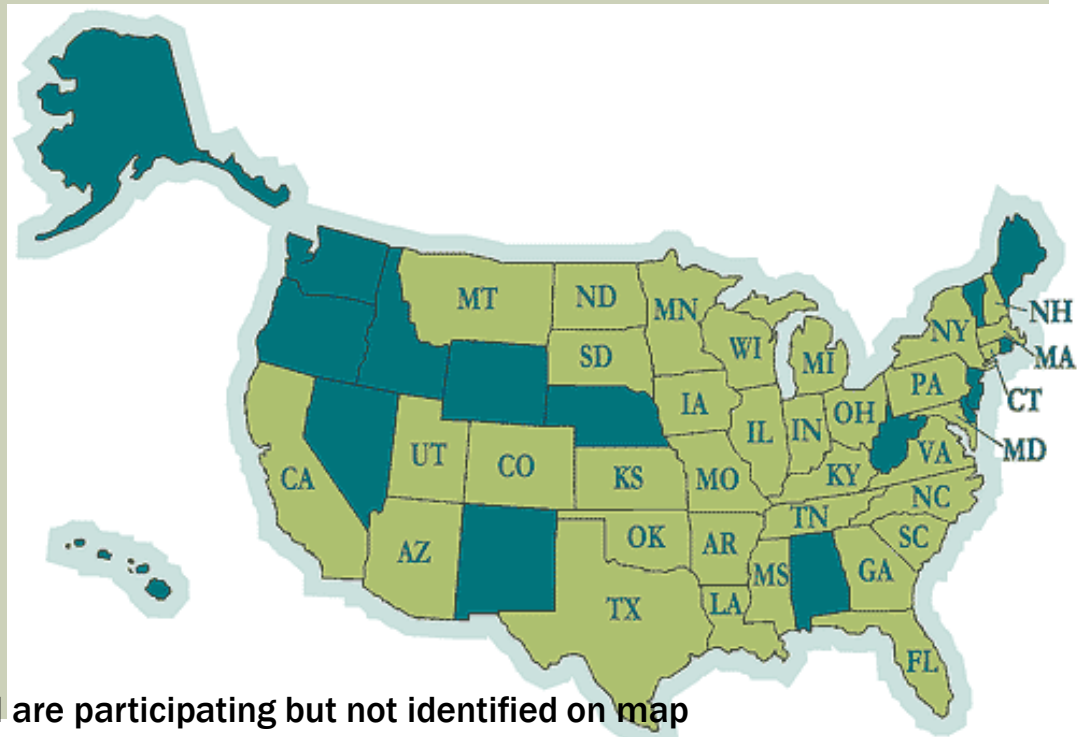 MT
ND
MN
NH
NY
WI
SD
MI
MA
PA
IA
CT
OH
IL
IN
UT
CO
VA
MD
CA
KS
MO
KY
NC
TN
OK
AR
SC
AZ
MS
GA
TX
LA
FL
are participating but not identified on map